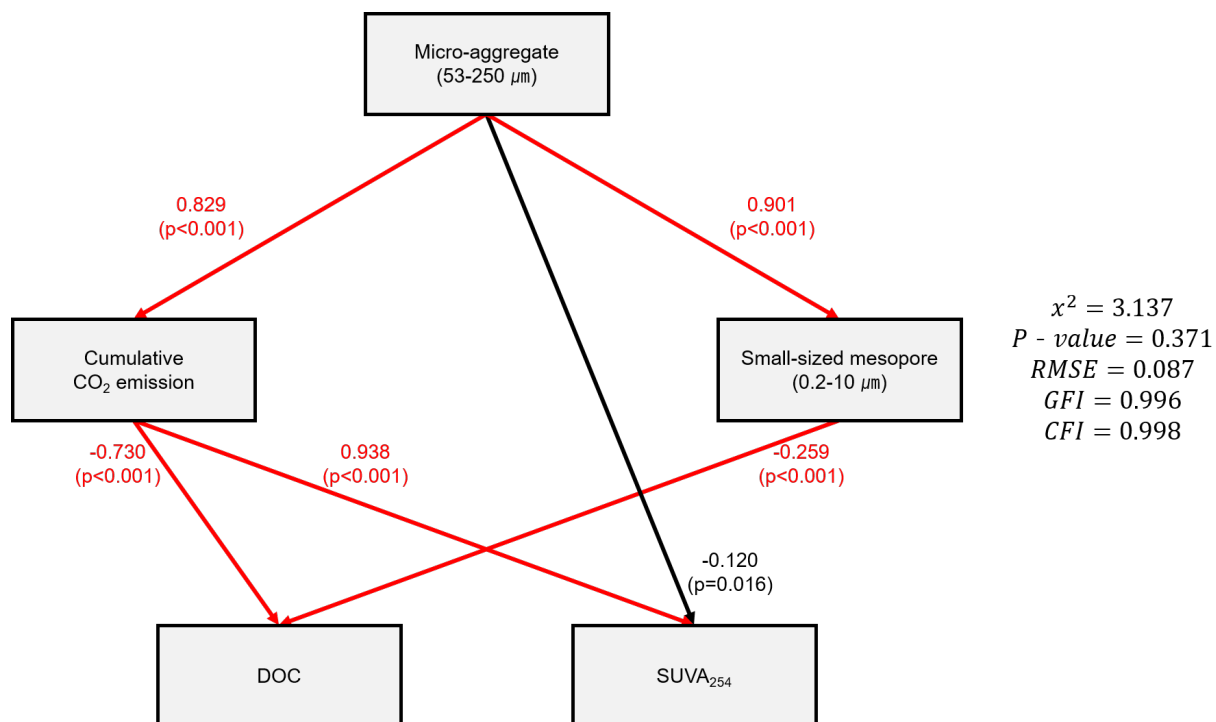 Micro-aggregate
(53-250 ㎛)
0.829
(p<0.001)
0.901
(p<0.001)
Cumulative
CO₂ emission
Small-sized mesopore
(0.2-10 ㎛)
x² = 3.137
P - value = 0.371
RMSE = 0.087
GFI = 0.996
CFI = 0.998
-0.730
(p<0.001)
0.938
(p<0.001)
-0.259
(p<0.001)
-0.120
(p=0.016)
DOC
SUVA₂₅₄